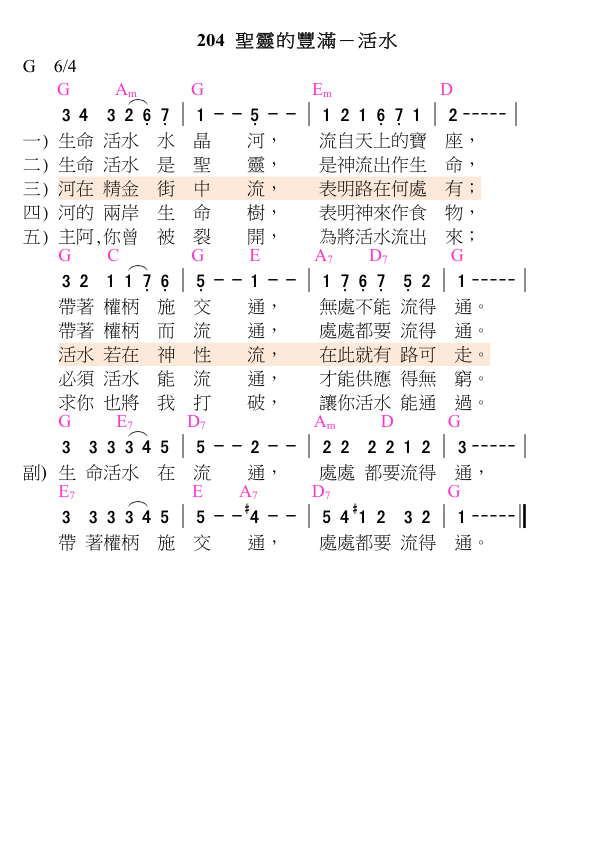 204 聖靈的豐滿－活水
G 6/4
G Am G Em D
3 4 3 2 6 7 | 1 - - 5 - - | 1 2 1 6 7 1 | 2 - - - - - |
一) 生命 活水 水 晶 河， 流自天上的寶 座，
二) 生命 活水 是 聖 靈， 是神流出作生 命，
三) 河在 精金 街 中 流， 表明路在何處 有；
四) 河的 兩岸 生 命 樹， 表明神來作食 物，
五) 主阿,你曾 被 裂 開， 為將活水流出 來；
G C G E A7 D7 G
3 2 1 1 7 6 | 5 - - 1 - - | 1 7 6 7 5 2 | 1 - - - - - |
帶著 權柄 施 交 通， 無處不能 流得 通。
帶著 權柄 而 流 通， 處處都要 流得 通。
活水 若在 神 性 流， 在此就有 路可 走。
必須 活水 能 流 通， 才能供應 得無 窮。
求你 也將 我 打 破， 讓你活水 能通 過。
G E7 D7 Am D G
3 3 3 3 4 5 | 5 - - 2 - - | 2 2 2 2 1 2 | 3 - - - - - |
副) 生 命活水 在 流 通， 處處 都要流得 通，
E7 E A7 D7 G
3 3 3 3 4 5 | 5 - - #4 - - | 5 4 #1 2 3 2 | 1 - - - - - ||
帶 著權柄 施 交 通， 處處都要 流得 通。